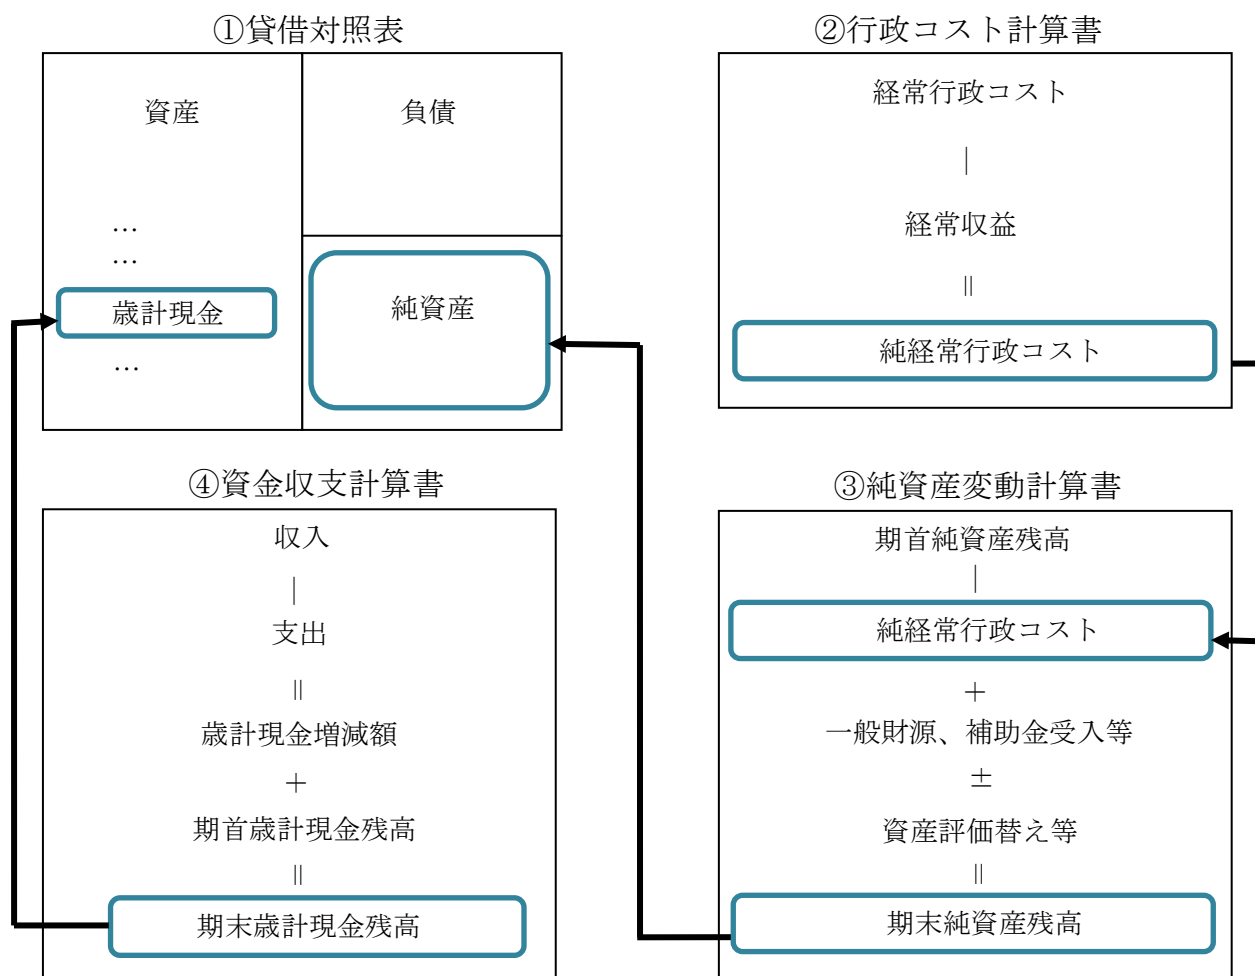 ①貸借対照表
資産
負債
…
…
歳計現金
…
純資産
②行政コスト計算書
経常行政コスト
|
経常収益
||
純経常行政コスト
④資金収支計算書
収入
|
支出
||
歳計現金増減額
+
期首歳計現金残高
||
期末歳計現金残高
③純資産変動計算書
期首純資産残高
|
純経常行政コスト
+
一般財源、補助金受入等
±
資産評価替え等
||
期末純資産残高